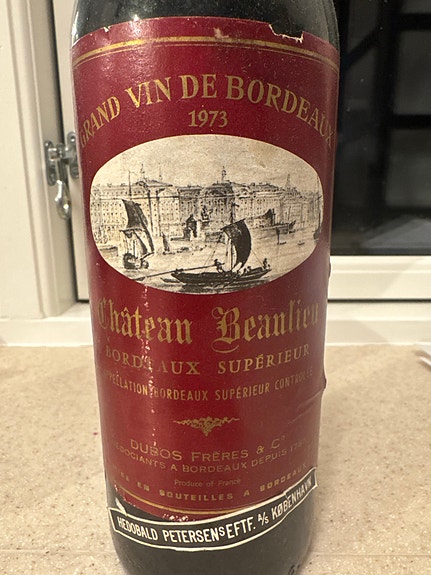 GRAND VIN DE BORDEAUX
1973
Château Beaulieu
BORDEAUX SUPÉRIEUR
APPÉLATION BORDEAUX SUPÉRIEUR CONTRÔLÉE
DUBOS FRÈRES & Cᴵᴱ
NÉGOCIANTS A BORDEAUX DEPUIS
Produce of France
EN BOUTEILLES A BORDEAUX
HEDOBALD PETERSENS EFTF. A/S KØBENHAVN